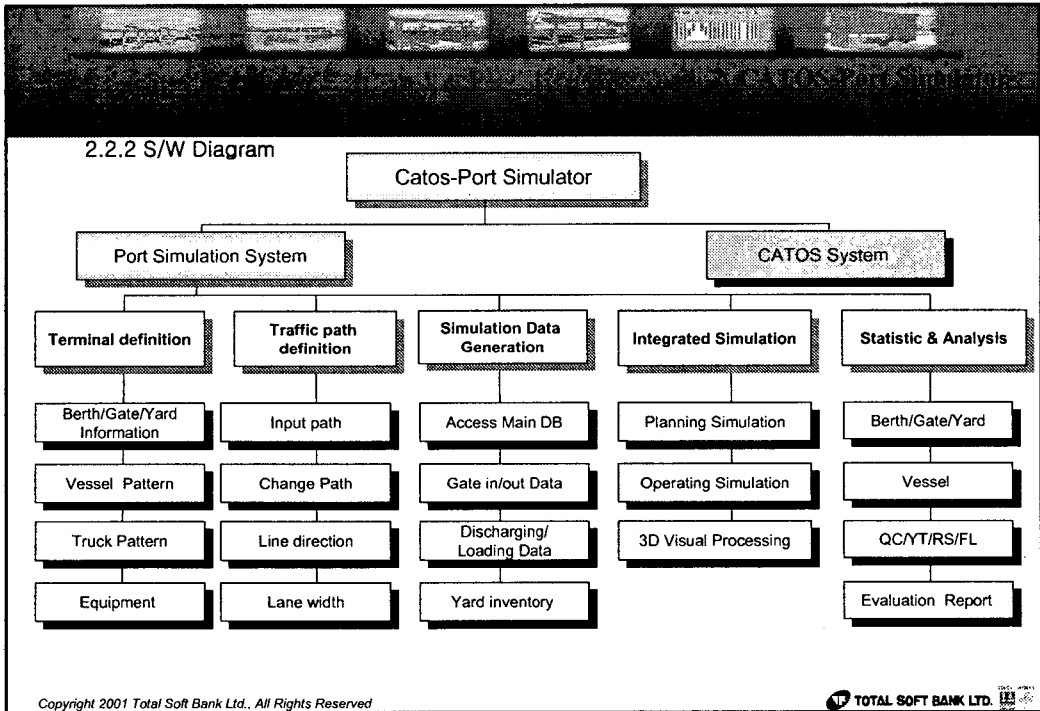 2. CATOS-Port Simulator
2.2.2 S/W Diagram
Catos-Port Simulator
Port Simulation System
CATOS System
Terminal definition
Traffic path
definition
Simulation Data
Generation
Integrated Simulation
Statistic & Analysis
Berth/Gate/Yard
Information
Vessel Pattern
Truck Pattern
Equipment
Input path
Change Path
Line direction
Lane width
Access Main DB
Gate in/out Data
Discharging/
Loading Data
Yard inventory
Planning Simulation
Operating Simulation
3D Visual Processing
Berth/Gate/Yard
Vessel
QC/YT/RS/FL
Evaluation Report
Copyright 2001 Total Soft Bank Ltd., All Rights Reserved
TOTAL SOFT BANK LTD.